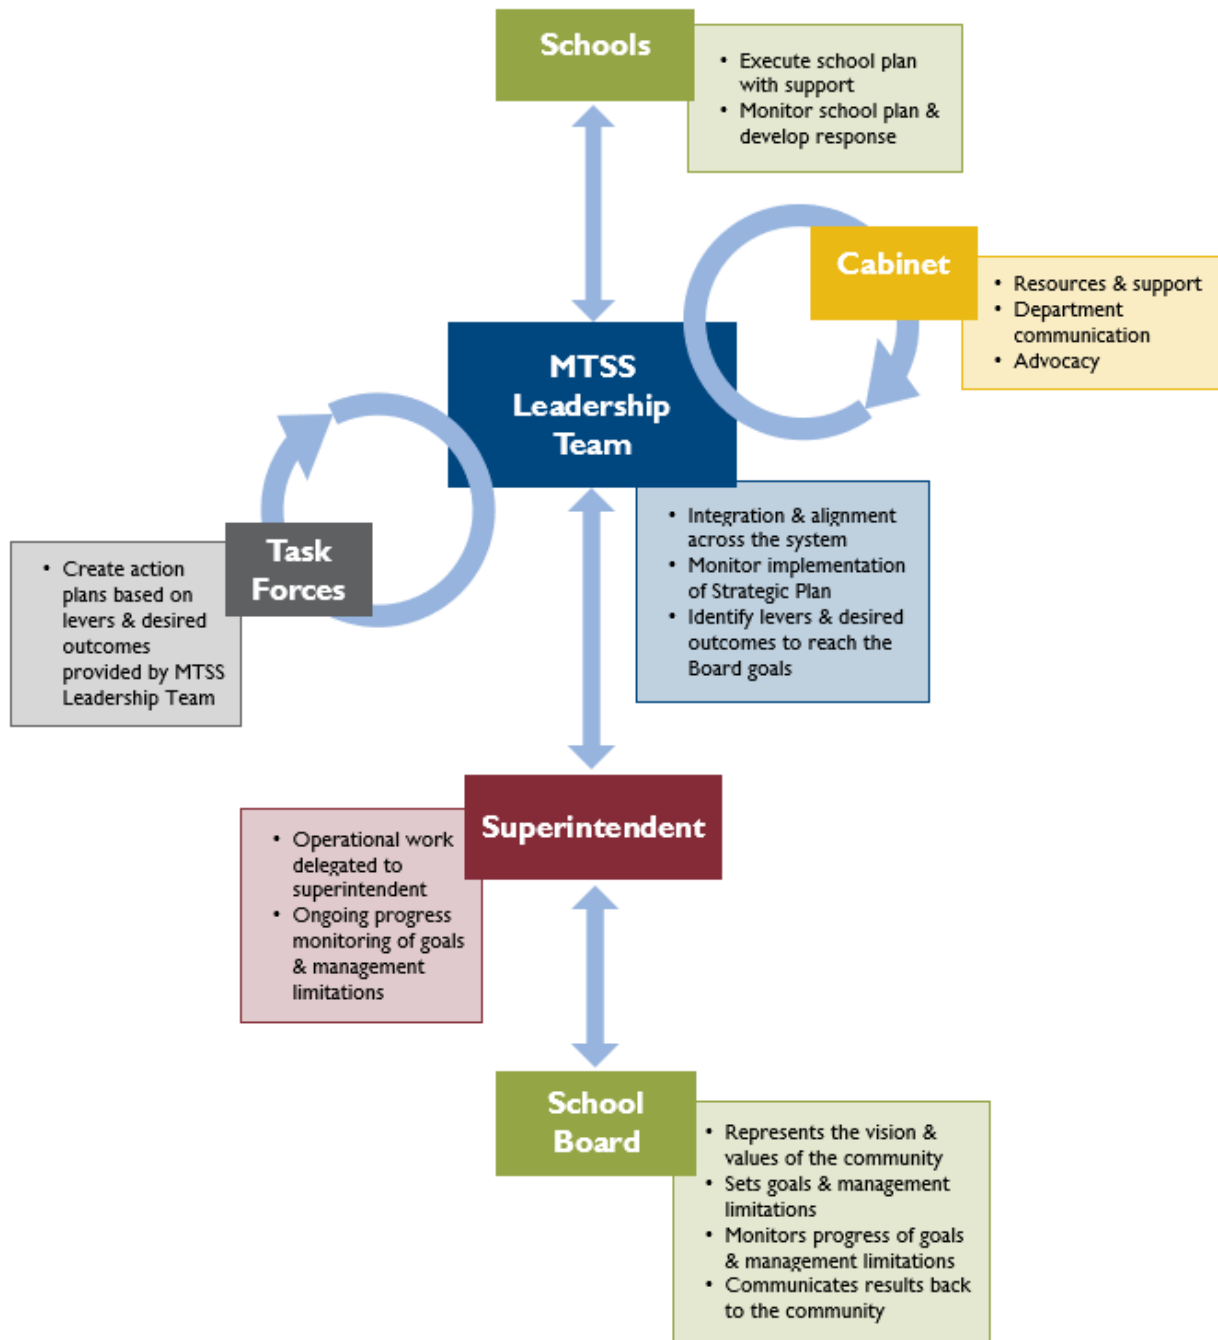 Schools
• Execute school plan
with support
• Monitor school plan &
develop response
Cabinet
• Resources & support
• Department
communication
• Advocacy
MTSS
Leadership
Team
• Integration & alignment
across the system
• Monitor implementation
of Strategic Plan
• Identify levers & desired
outcomes to reach the
Board goals
Task
Forces
• Create action
plans based on
levers & desired
outcomes
provided by MTSS
Leadership Team
Superintendent
• Operational work
delegated to
superintendent
• Ongoing progress
monitoring of goals
& management
limitations
School
Board
• Represents the vision &
values of the community
• Sets goals & management
limitations
• Monitors progress of goals
& management limitations
• Communicates results back
to the community